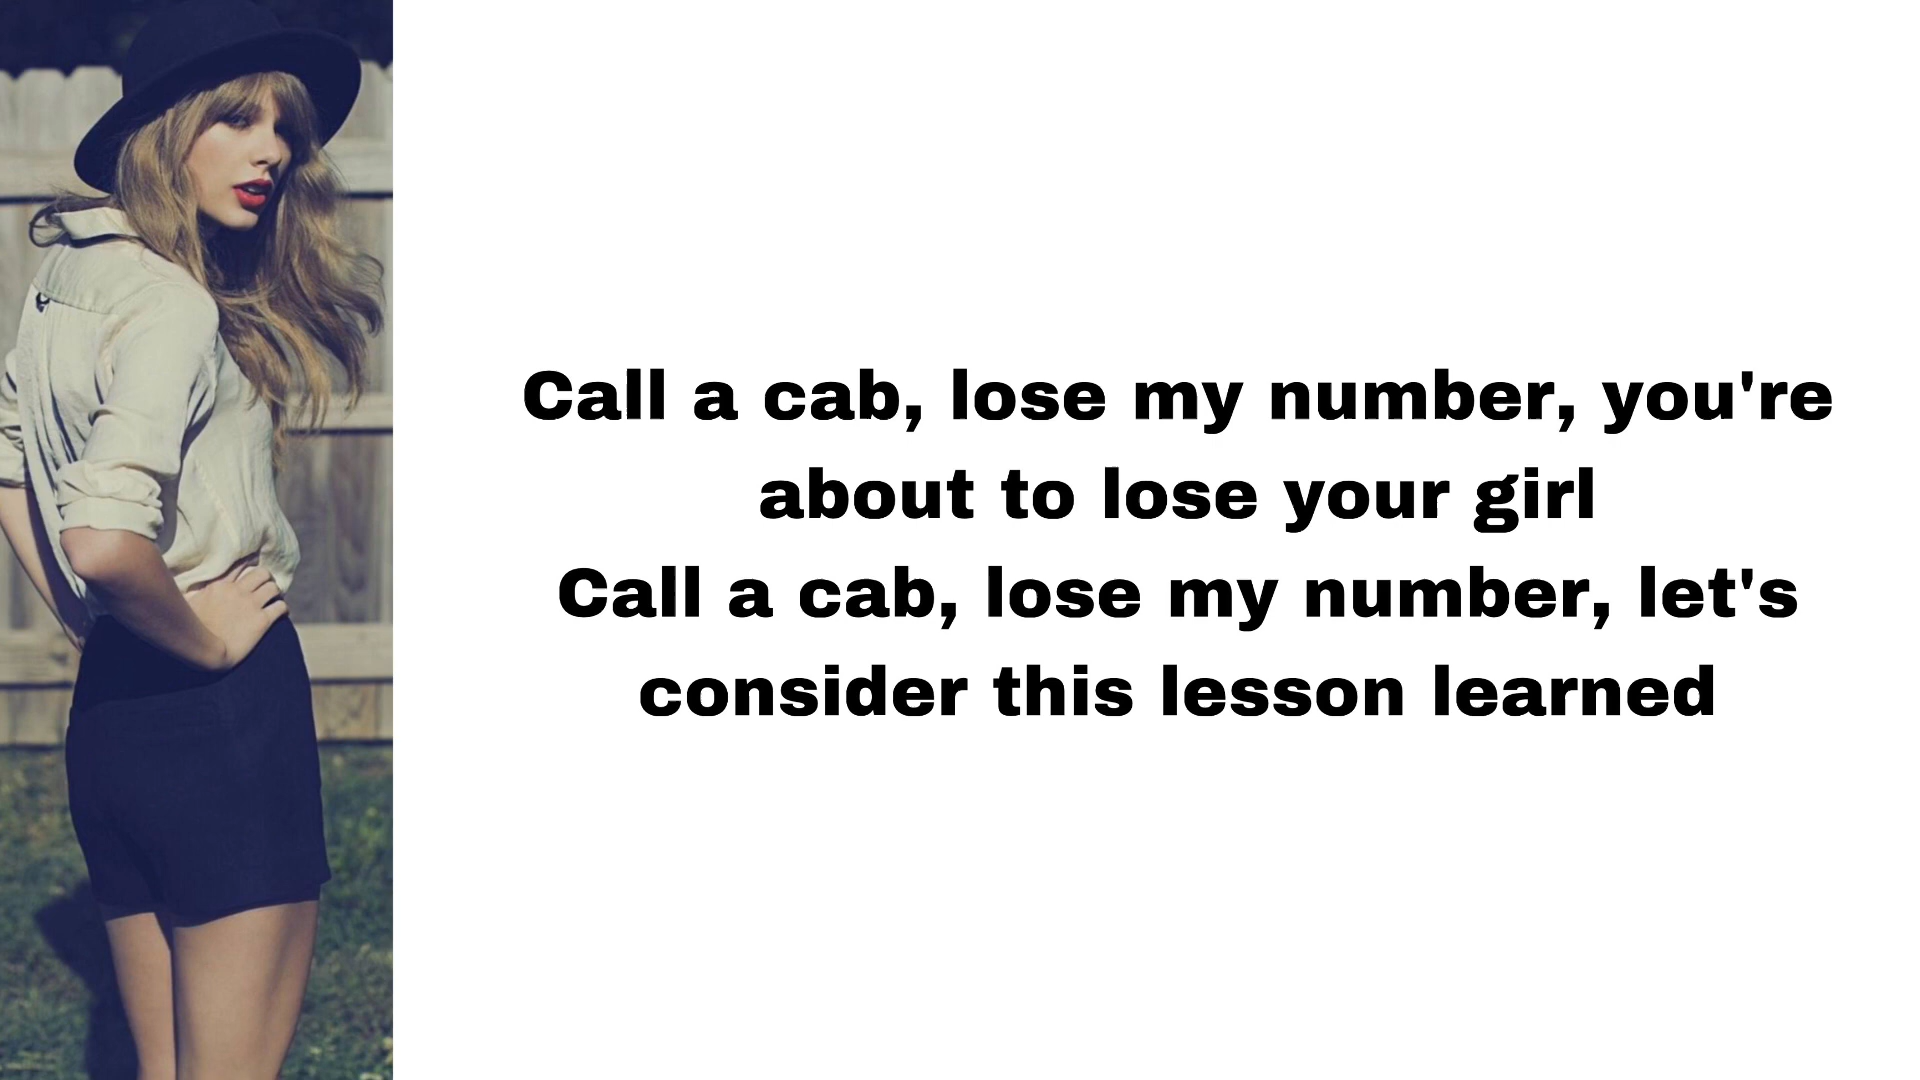 Call a cab, lose my number, you're
about to lose your girl
Call a cab, lose my number, let's
consider this lesson learned